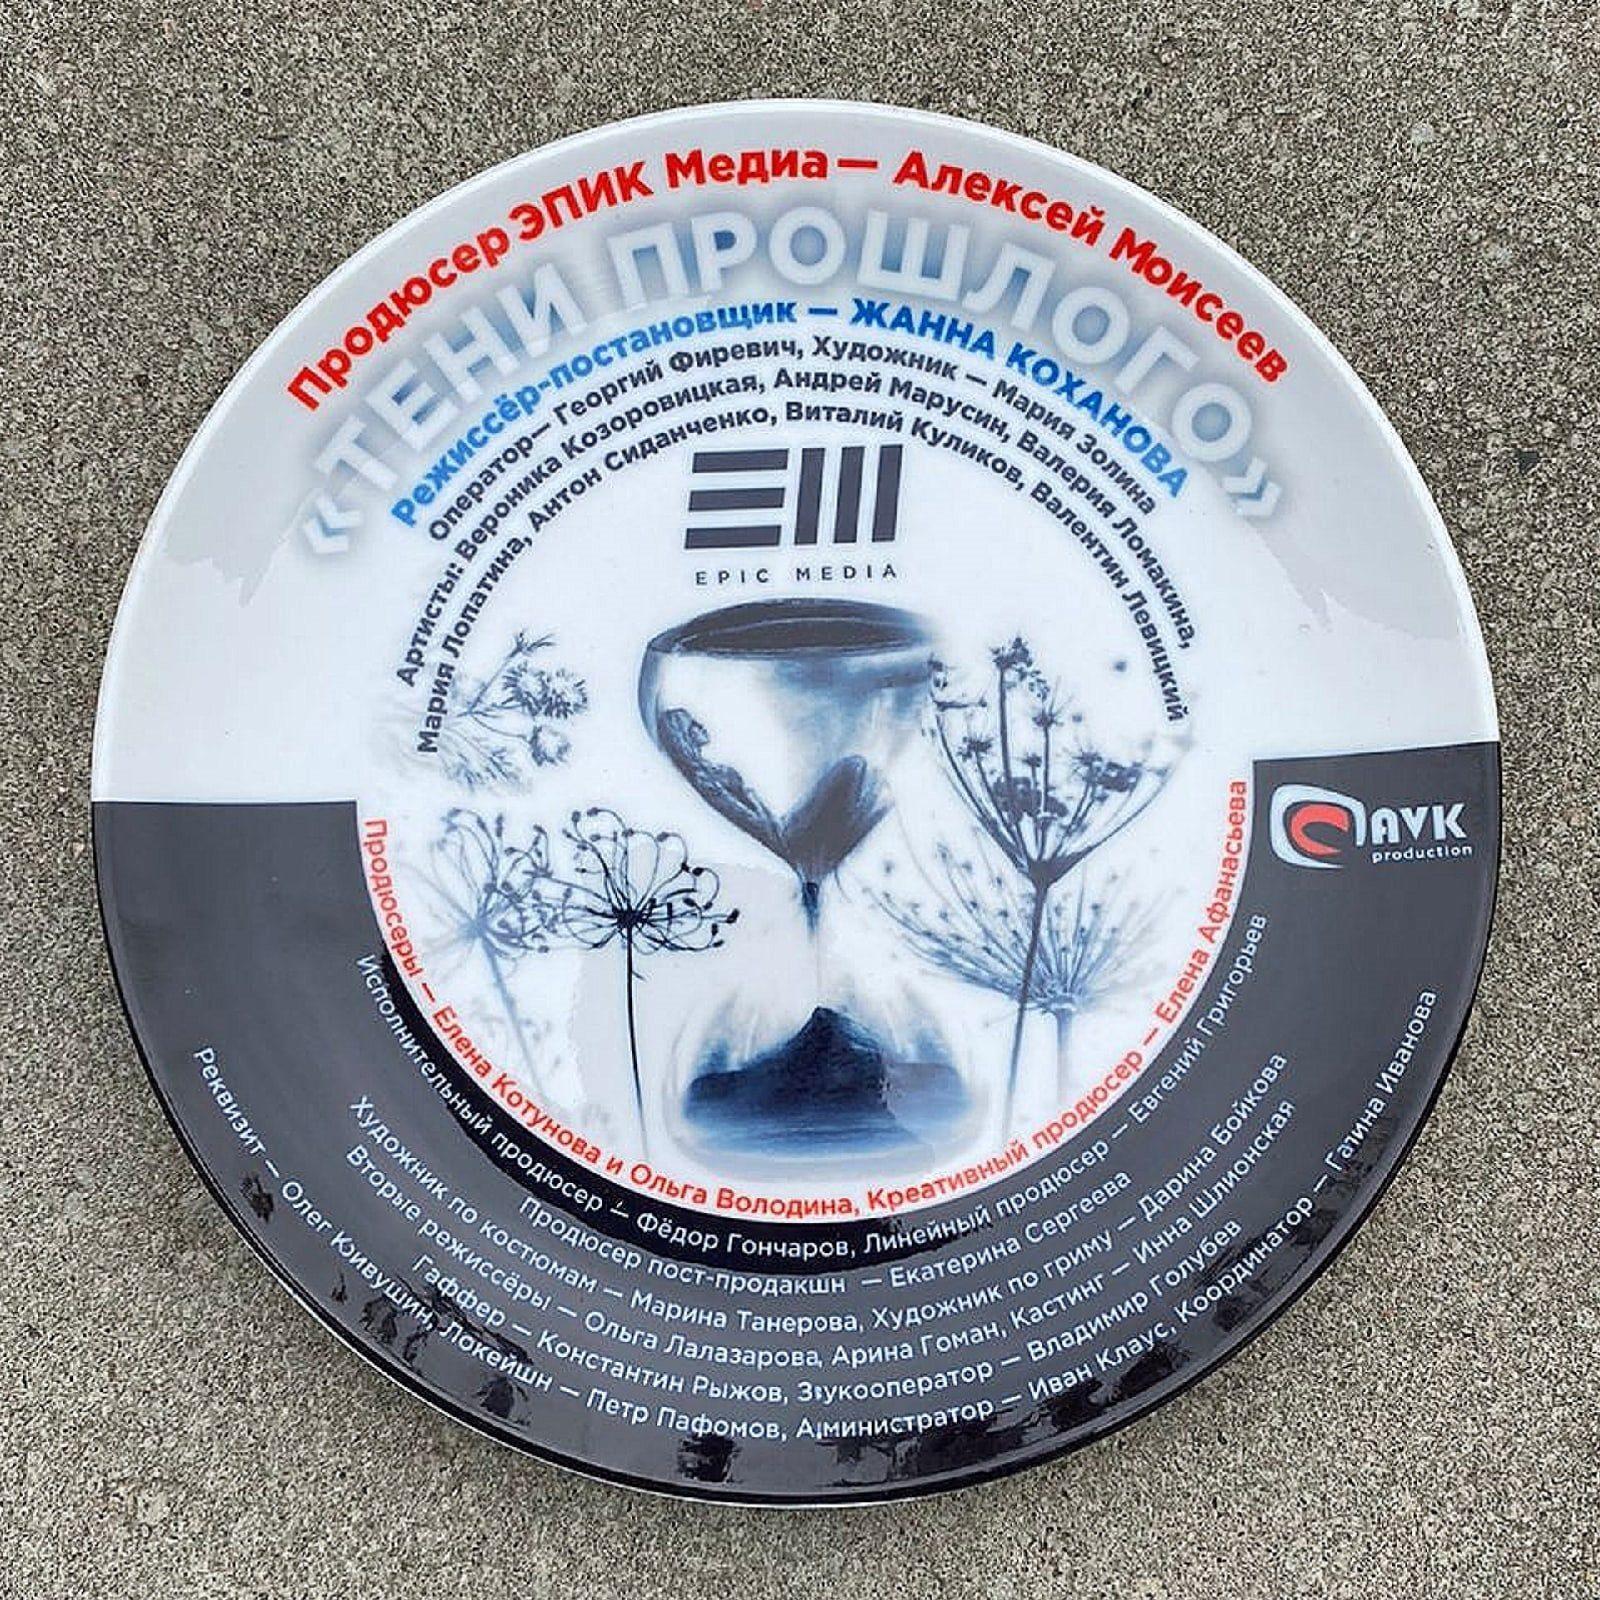 Продюсер ЭПИК Медиа — Алексей Моисеев
«ТЕНИ ПРОШЛОГО»
Режиссёр-постановщик — ЖАННА КОХАНОВА
Оператор— Георгий Фиревич, Художник — Мария Золина
Артисты: Вероника Козоровицкая, Андрей Марусин, Валерия Ломакина,
Мария Лопатина, Антон Сиданченко, Виталий Куликов, Валентин Левицкий
EM
EPIC MEDIA
AVK
production
Продюсеры — Елена Котунова и Ольга Володина, Креативный продюсер — Елена Афанасьева
Исполнительный продюсер — Фёдор Гончаров, Линейный продюсер — Евгений Григорьев
Продюсер пост-продакшн — Екатерина Сергеева
Художник по костюмам — Марина Танерова, Художник по гриму — Дарина Бойкова
Вторые режиссёры — Ольга Лалазарова, Арина Гоман, Кастинг — Инна Шлионская
Гаффер — Константин Рыжов, Звукооператор — Владимир Голубев
Реквизит — Олег Кивушин, Локейшн — Петр Пафомов, Администратор — Иван Клаус, Координатор — Галина Иванова